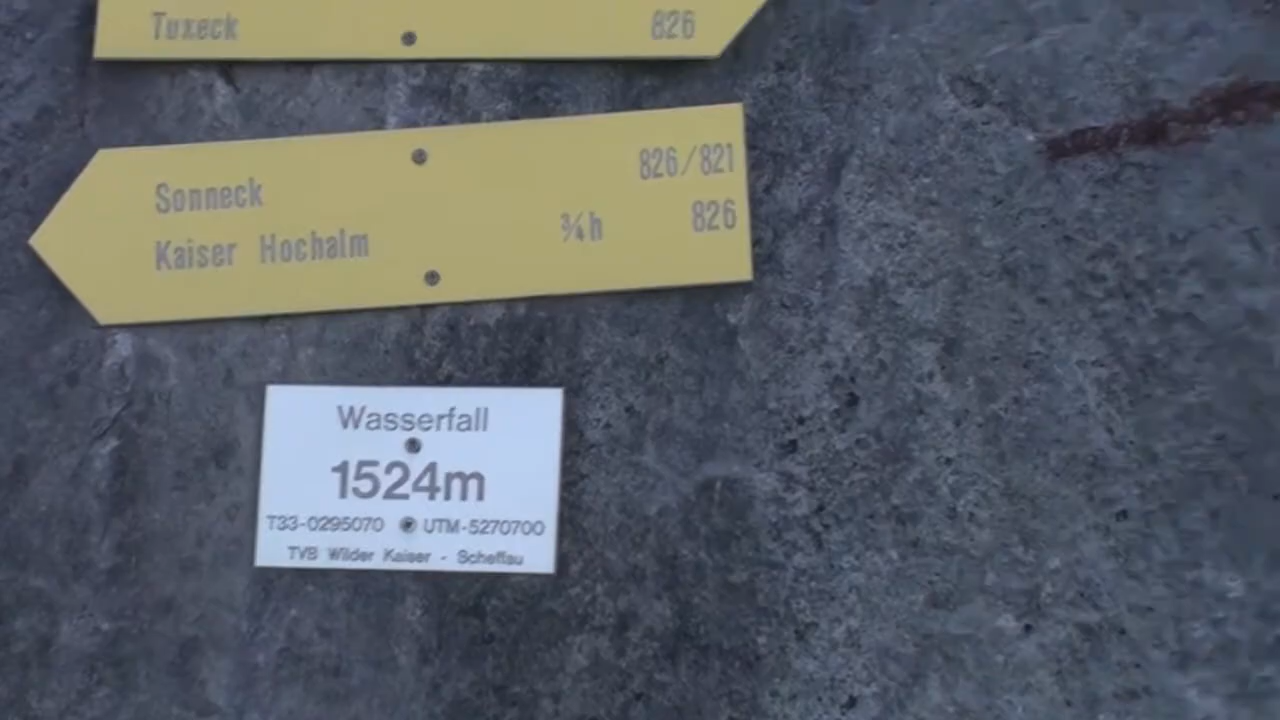 Tuxeck 826
Sonneck 826/821
Kaiser Hochalm ¾h 826
Wasserfall
1524m
T33-0295070 UTM-5270700
TVB Wilder Kaiser - Scheffau